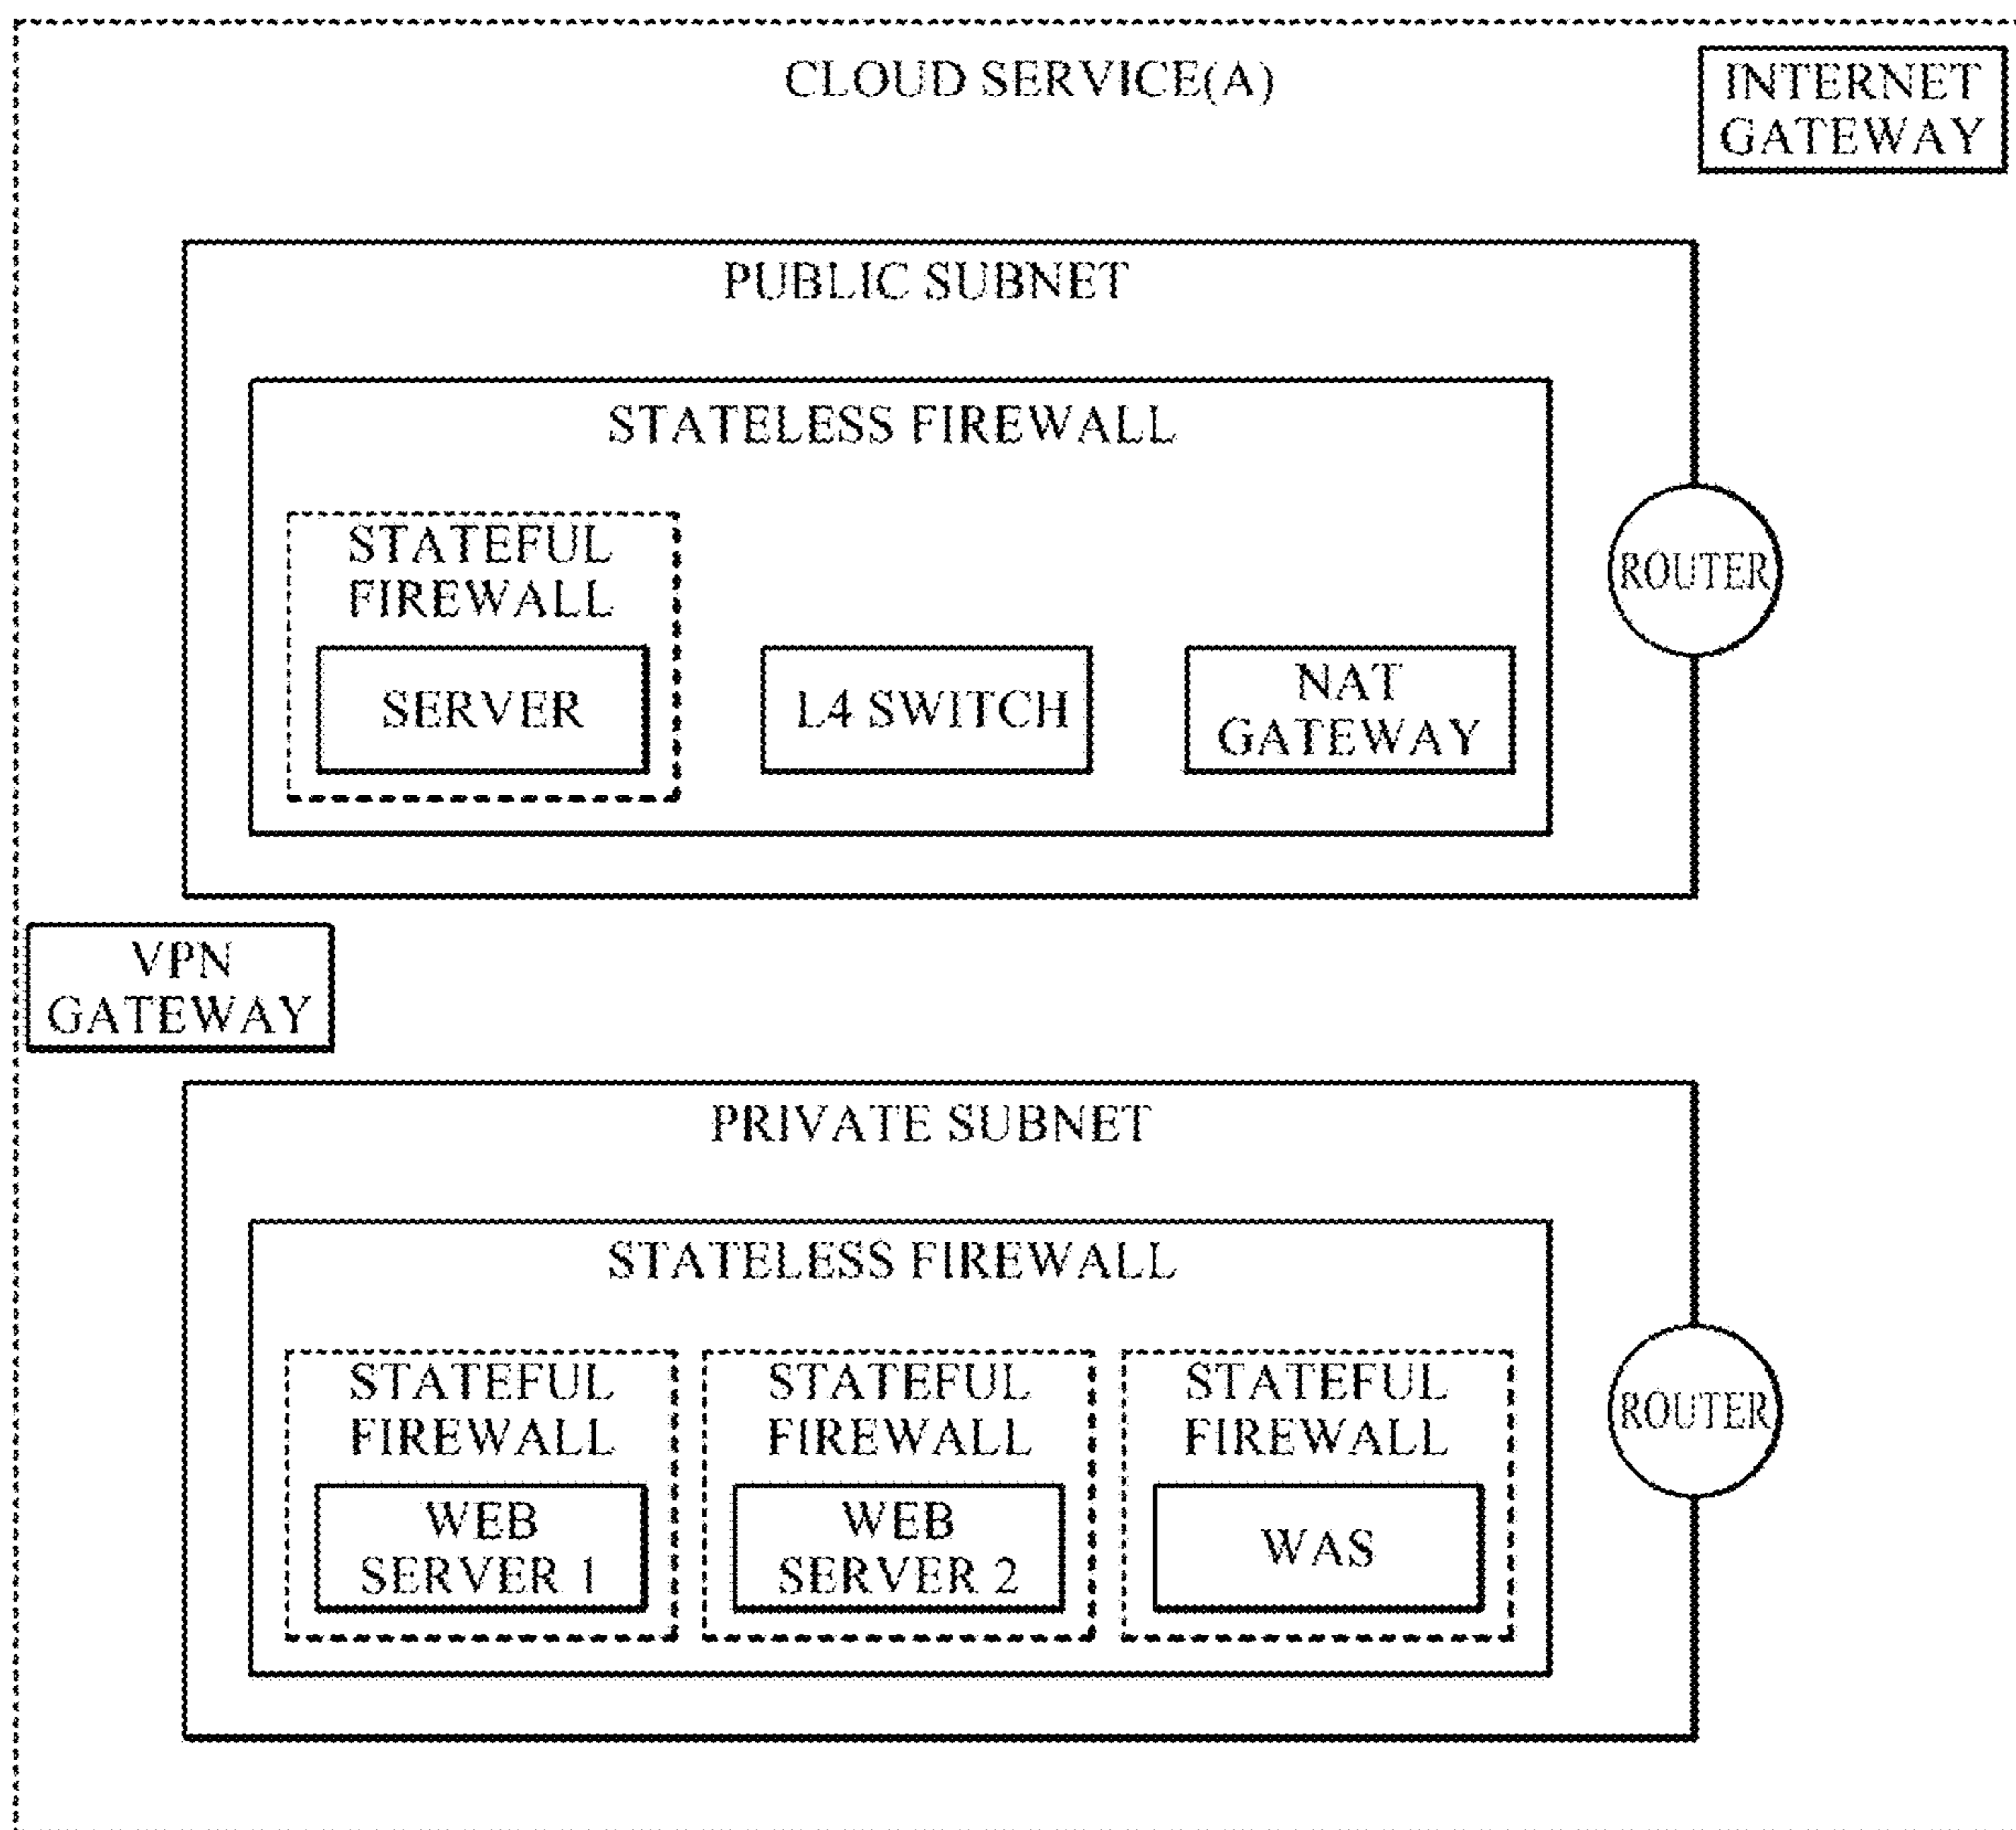 CLOUD SERVICE(A)
INTERNET
GATEWAY
PUBLIC SUBNET
STATELESS FIREWALL
STATEFUL
FIREWALL
SERVER
L4 SWITCH
NAT
GATEWAY
ROUTER
VPN
GATEWAY
PRIVATE SUBNET
STATELESS FIREWALL
STATEFUL
FIREWALL
WEB
SERVER 1
STATEFUL
FIREWALL
WEB
SERVER 2
STATEFUL
FIREWALL
WAS
ROUTER